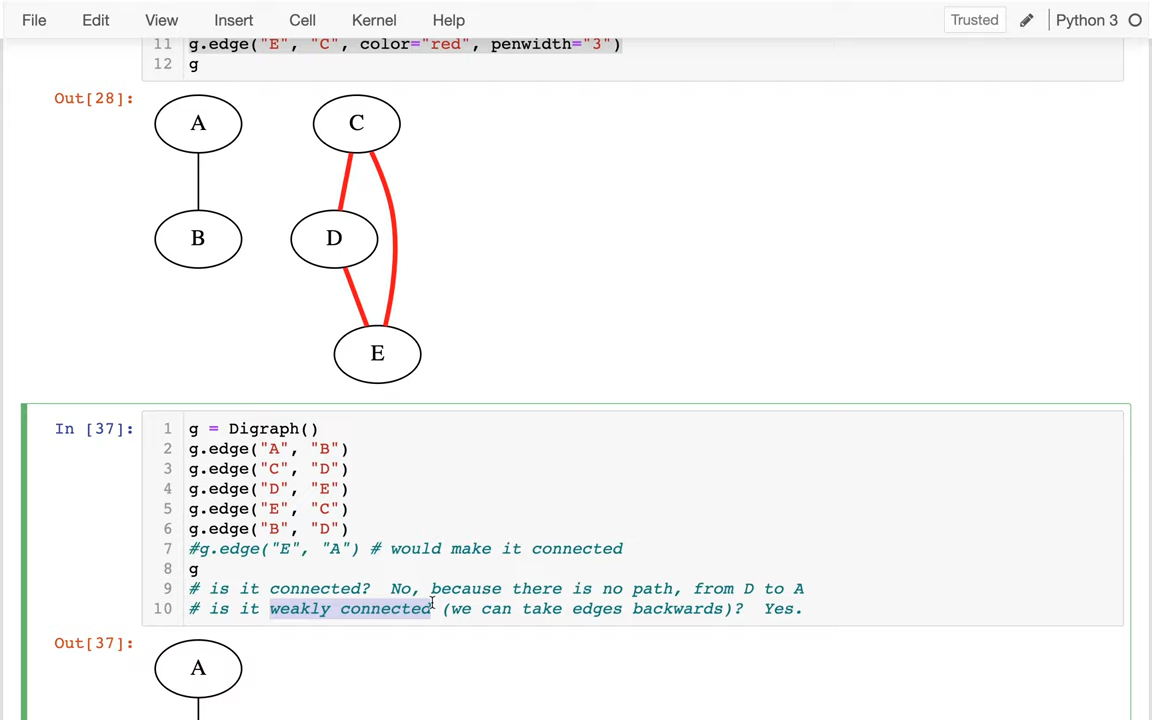 File Edit View Insert Cell Kernel Help Trusted Python 3
11 g.edge("E", "C", color="red", penwidth="3")
12 g
Out[28]:
A C
B D
E
In [37]: 1 g = Digraph()
2 g.edge("A", "B")
3 g.edge("C", "D")
4 g.edge("D", "E")
5 g.edge("E", "C")
6 g.edge("B", "D")
7 #g.edge("E", "A") # would make it connected
8 g
9 # is it connected?  No, because there is no path, from D to A
10 # is it weakly connected (we can take edges backwards)?  Yes.
Out[37]:
A